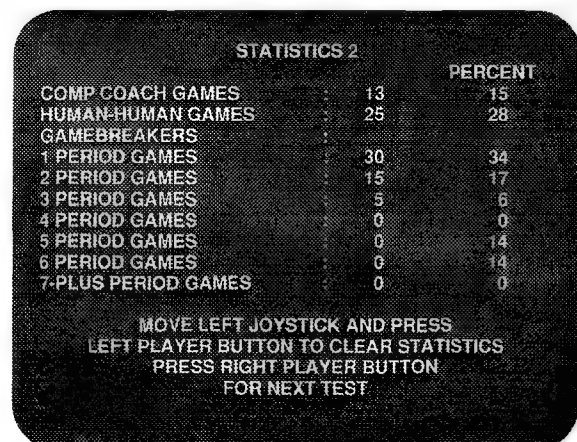 STATISTICS 2
PERCENT
COMP COACH GAMES : 13 15
HUMAN-HUMAN GAMES : 25 28
GAMEBREAKERS :
1 PERIOD GAMES : 30 34
2 PERIOD GAMES : 15 17
3 PERIOD GAMES : 5 6
4 PERIOD GAMES : 0 0
5 PERIOD GAMES : 0 14
6 PERIOD GAMES : 0 14
7-PLUS PERIOD GAMES : 0 0
MOVE LEFT JOYSTICK AND PRESS
LEFT PLAYER BUTTON TO CLEAR STATISTICS
PRESS RIGHT PLAYER BUTTON
FOR NEXT TEST